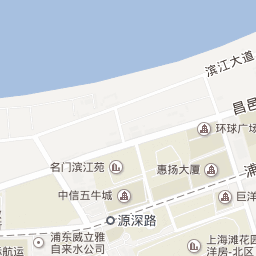 滨江大道
昌邑
环球广场
名门滨江苑
惠扬大厦
浦
中信五牛城
巨洋
源深路
浦东威立雅
自来水公司
上海滩花园
洋房-北区
际航运